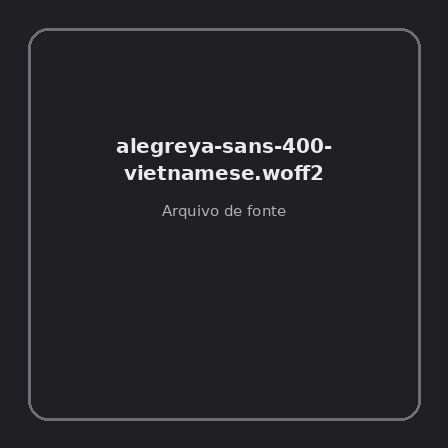 alegreya-sans-400-
vietnamese.woff2
Arquivo de fonte